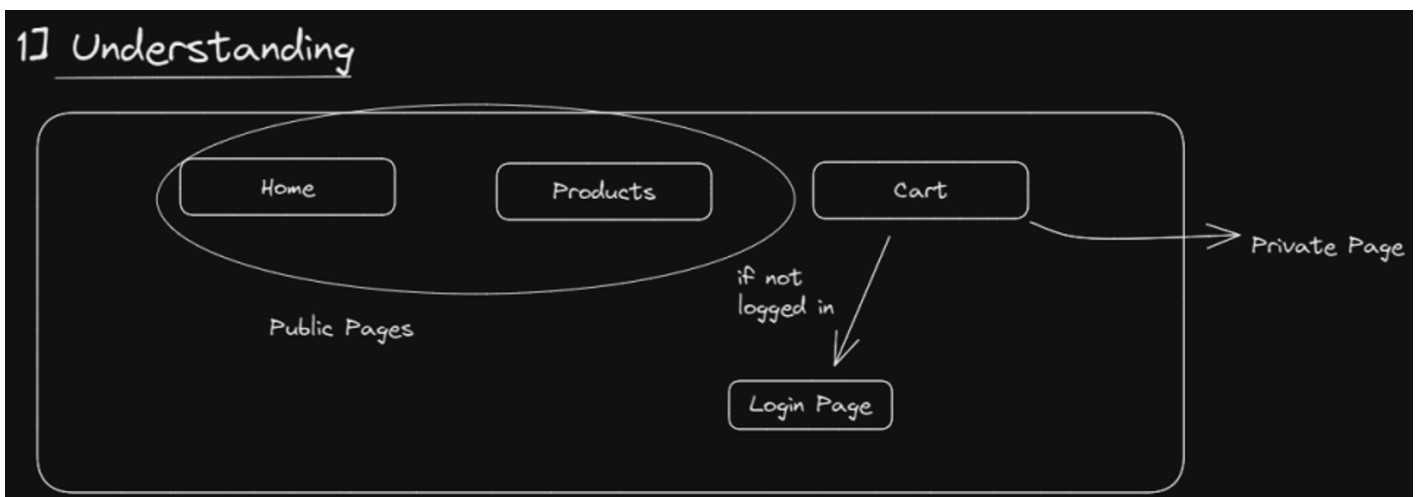 1] Understanding
Home
Products
Cart
Private Page
if not
logged in
Public Pages
Login Page